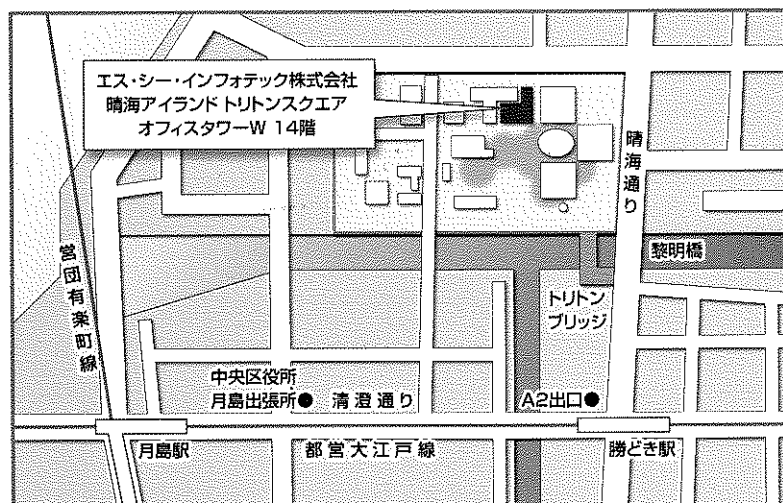 エス・シー・インフォテック株式会社
晴海アイランド トリトンスクエア
オフィスタワーW 14階
晴海通り
黎明橋
営団有楽町線
トリトン
ブリッジ
中央区役所
月島出張所●
清澄通り
A2出口●
月島駅
都営大江戸線
勝どき駅